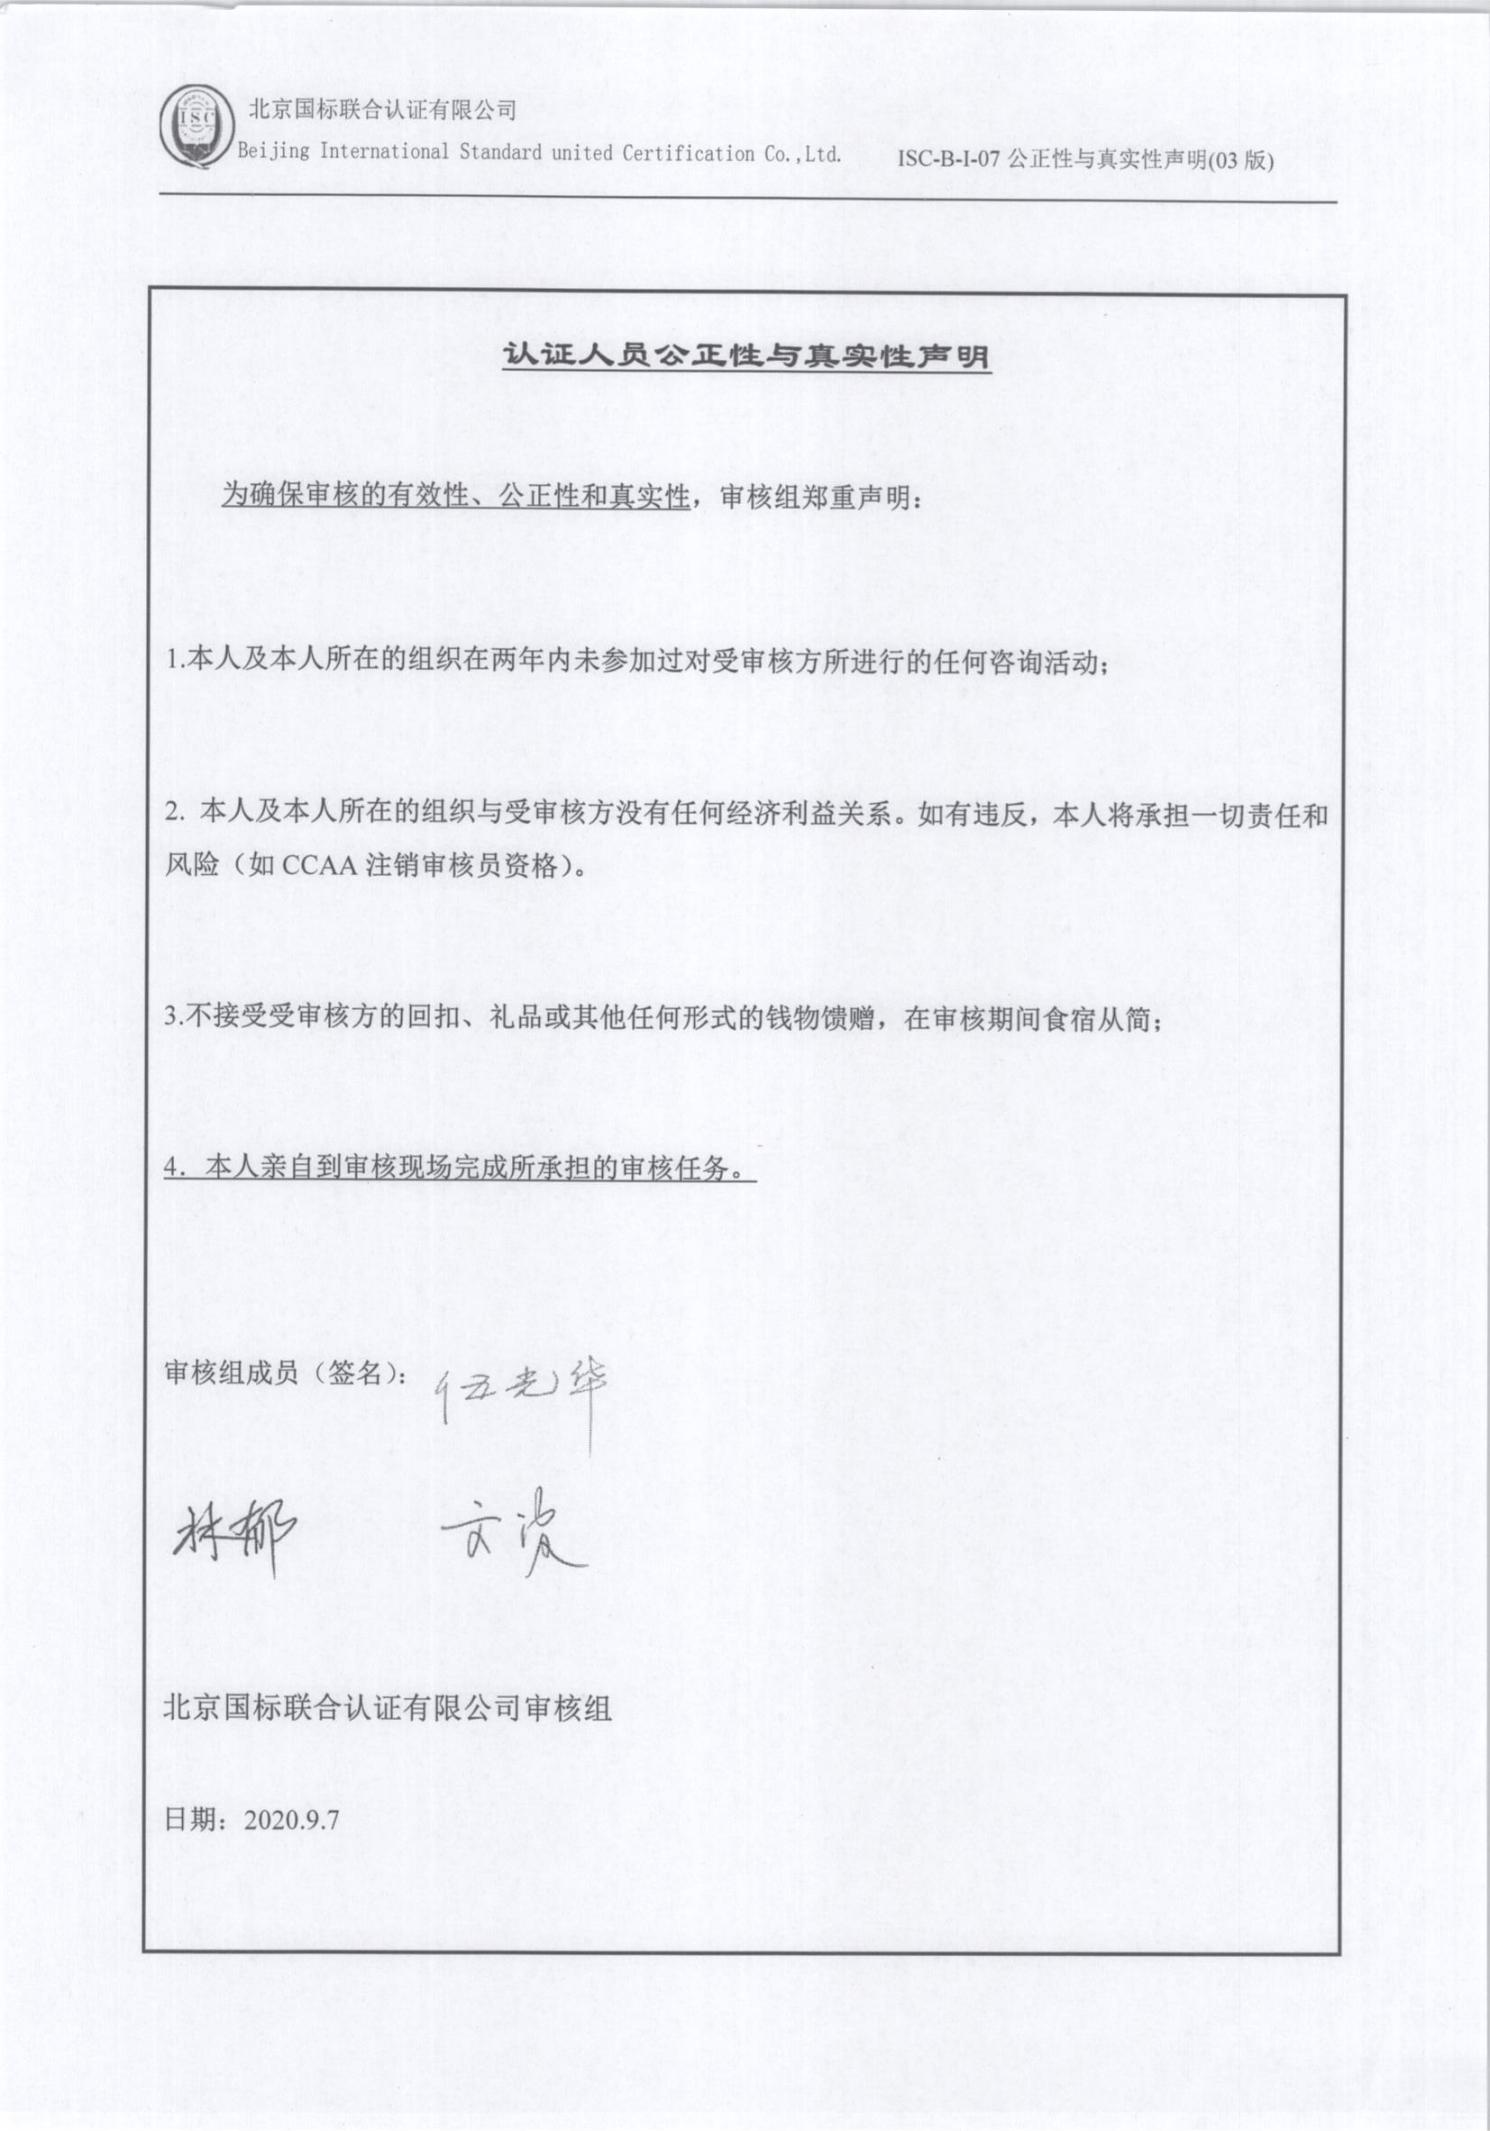 ISC
北京国标联合认证有限公司
Beijing International Standard united Certification Co.,Ltd.
ISC-B-I-07 公正性与真实性声明(03 版)
认证人员公正性与真实性声明
为确保审核的有效性、公正性和真实性，审核组郑重声明：
1.本人及本人所在的组织在两年内未参加过对受审核方所进行的任何咨询活动；
2. 本人及本人所在的组织与受审核方没有任何经济利益关系。如有违反，本人将承担一切责任和
风险（如 CCAA 注销审核员资格）。
3.不接受受审核方的回扣、礼品或其他任何形式的钱物馈赠，在审核期间食宿从简；
4. 本人亲自到审核现场完成所承担的审核任务。
审核组成员（签名）： 伍光华
林郁 文波
北京国标联合认证有限公司审核组
日期：2020.9.7